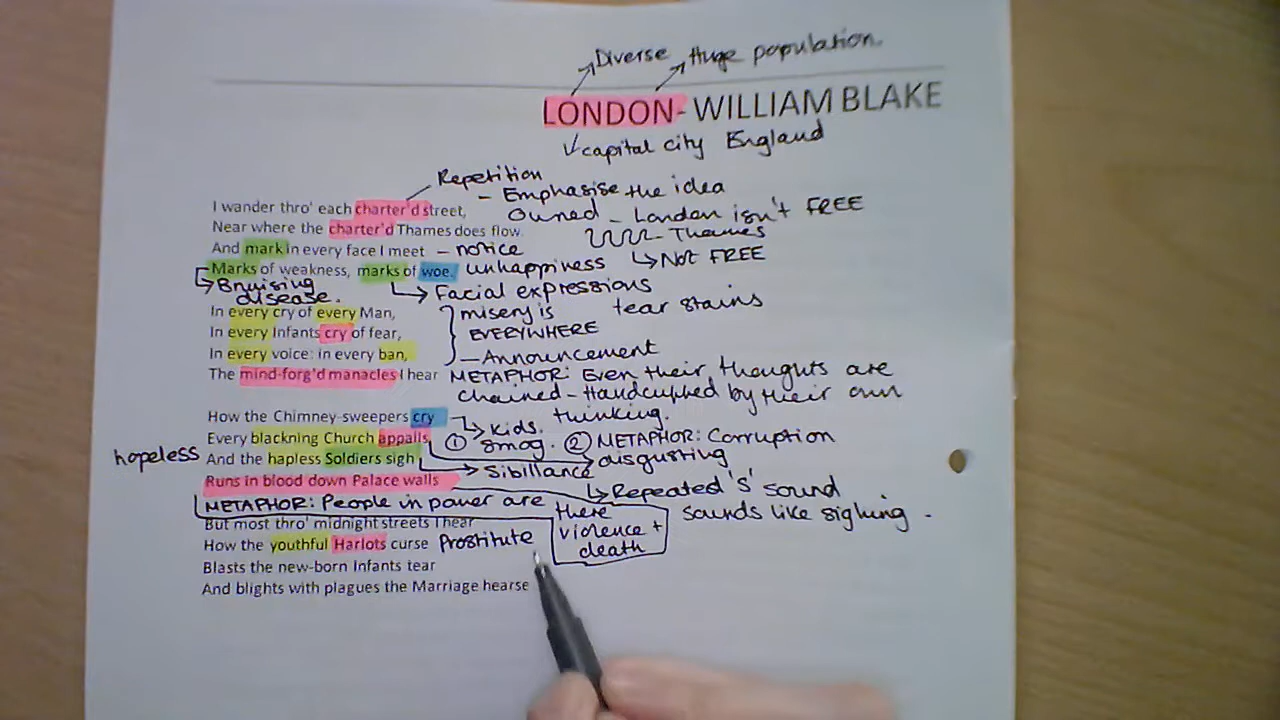 Diverse Huge population.
LONDON- WILLIAM BLAKE
capital city England
Repetition
- Emphasise the idea
I wander thro' each charter'd street,
Owned - London isn't FREE
Near where the charter'd Thames does flow.
Thames
And mark in every face I meet - notice
Not FREE
Marks of weakness, marks of woe. unhappiness
Bruising
disease.
Facial expressions
tear stains
In every cry of every Man,
misery is
In every Infants cry of fear,
EVERYWHERE
In every voice: in every ban,
- Announcement
The mind-forg'd manacles I hear METAPHOR: Even their thoughts are
chained - Handcuffed by their own
thinking.
How the Chimney-sweepers cry
Kids.
Every blackning Church appalls,
① smog. ② METAPHOR: Corruption
disgusting
hopeless
And the hapless Soldiers sigh
Sibillance
Repeated 's' sound
sounds like sighing.
Runs in blood down Palace walls
METAPHOR: People in power are
there
violence +
death
But most thro' midnight streets I hear
How the youthful Harlots curse Prostitute
Blasts the new-born Infants tear
And blights with plagues the Marriage hearse